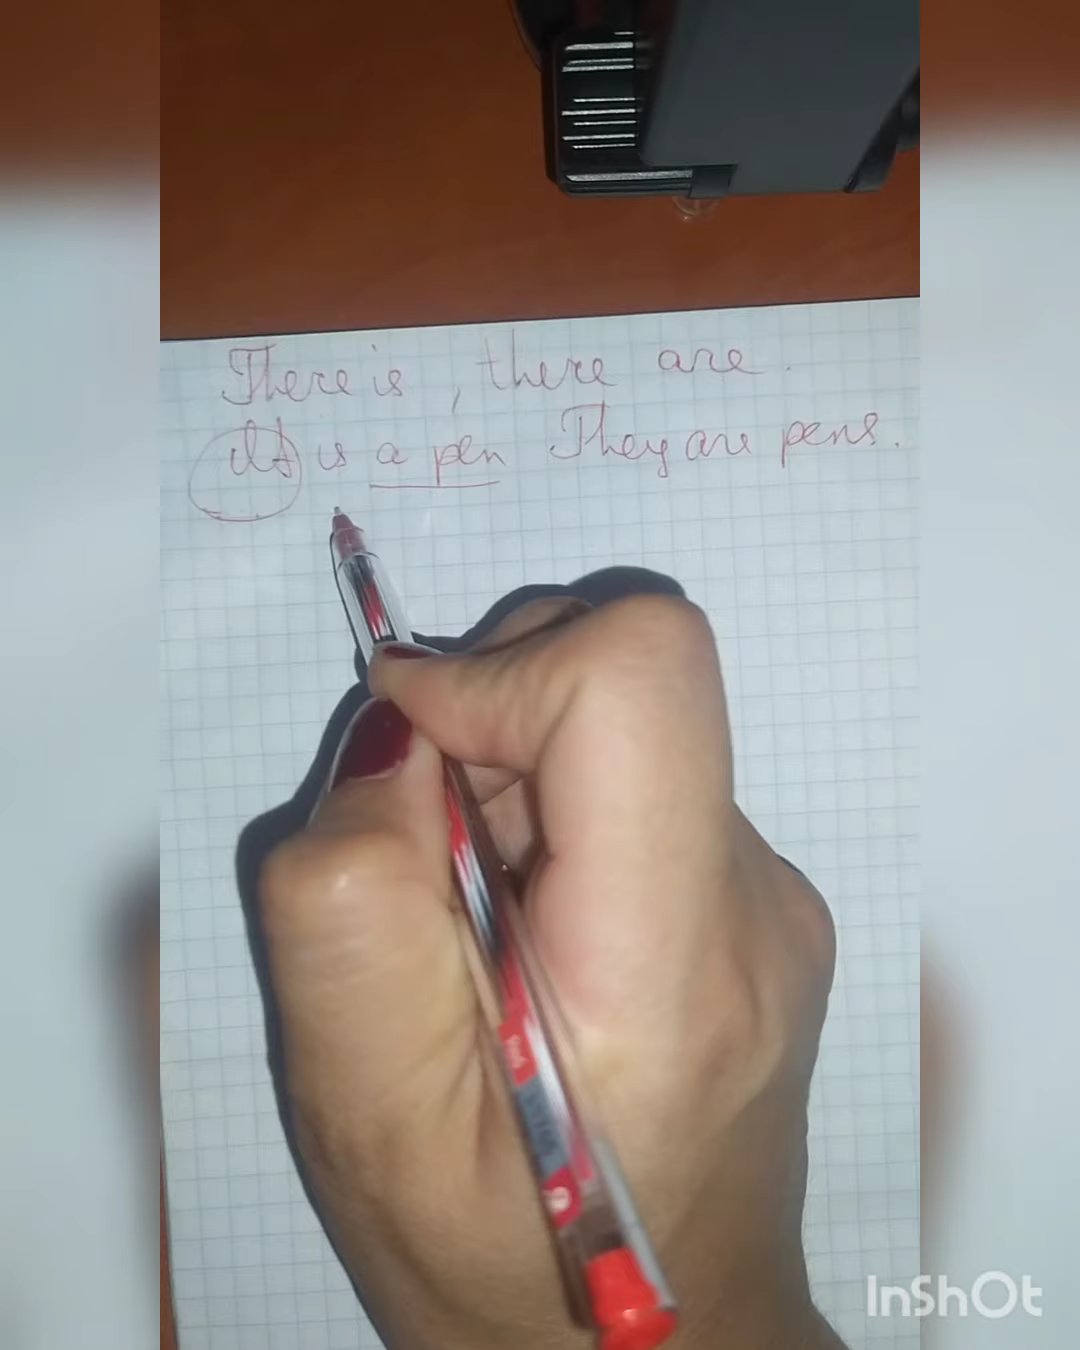 There is, there are.
It is a pen They are pens.
InShOt